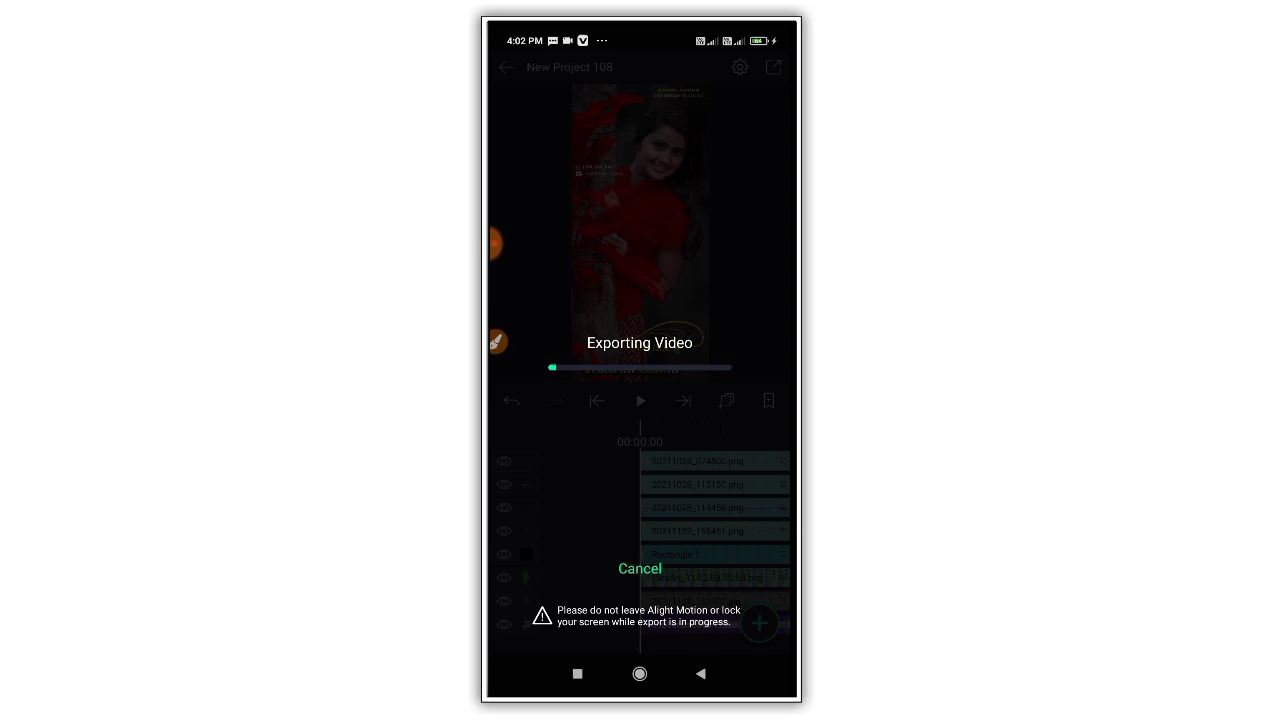 4:02 PM
New Project 108
Exporting Video
00:00:00
20211028_074800.png
20211028_115150.png
20211028_114459.png
20211102_155451.png
Rectangle 1
Cancel
Please do not leave Alight Motion or lock
your screen while export is in progress.